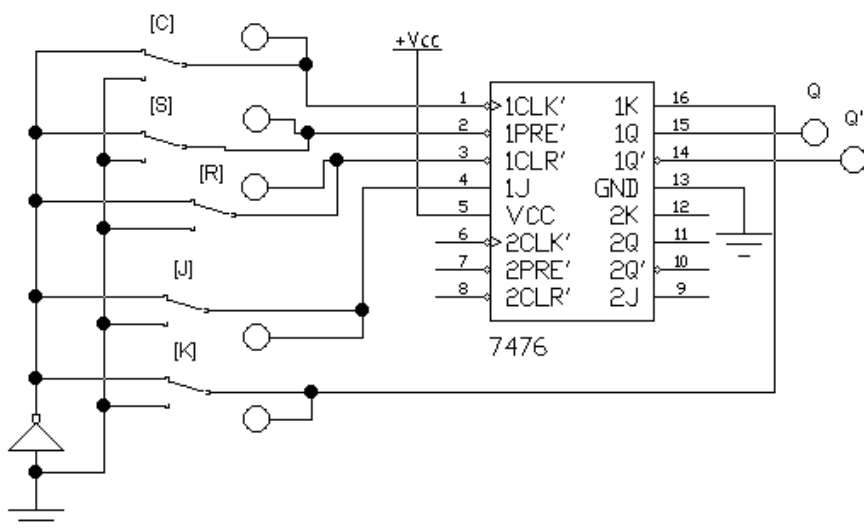 [C]
+Vcc
[S]
[R]
[J]
[K]
1 1CLK' 1K 16
2 1PRE' 1Q 15
3 1CLR' 1Q' 14
4 1J GND 13
5 VCC 2K 12
6 2CLK' 2Q 11
7 2PRE' 2Q' 10
8 2CLR' 2J 9
7476
Q
Q'